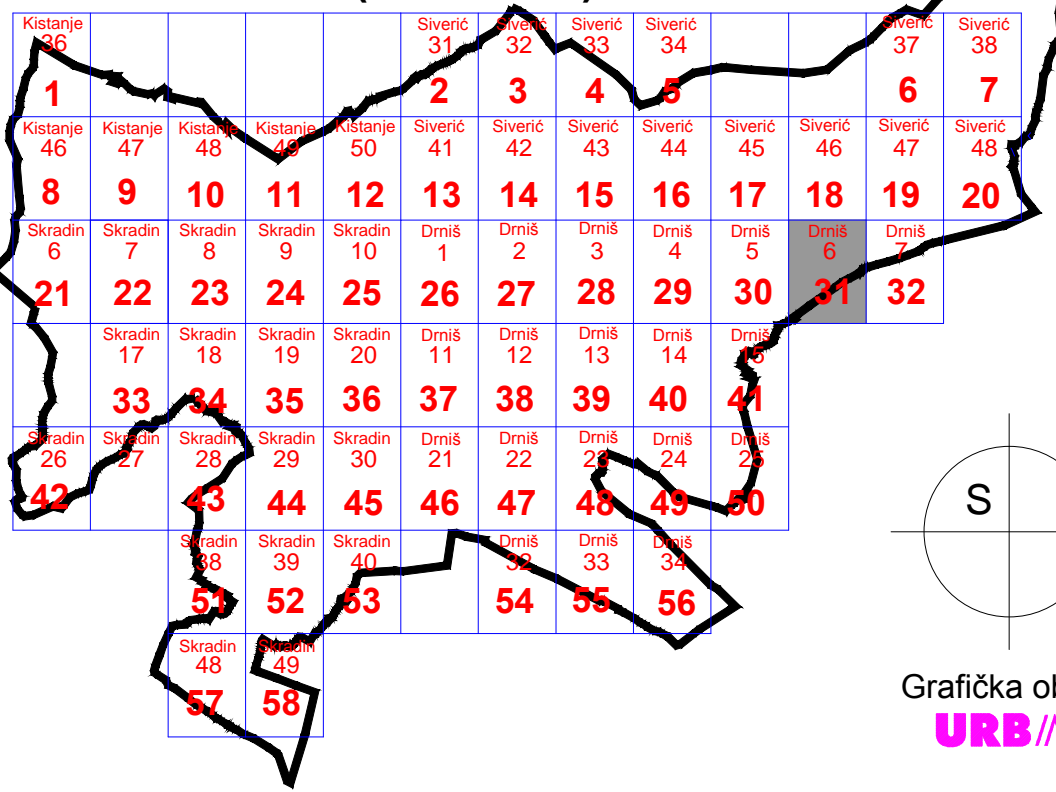 Kistanje Siverić Siverić Siverić Siverić Siverić Siverić
36 31 32 33 34 37 38
1 2 3 4 5 6 7
Kistanje Kistanje Kistanje Kistanje Kistanje Siverić Siverić Siverić Siverić Siverić Siverić Siverić Siverić
46 47 48 49 50 41 42 43 44 45 46 47 48
8 9 10 11 12 13 14 15 16 17 18 19 20
Skradin Skradin Skradin Skradin Skradin Drniš Drniš Drniš Drniš Drniš Drniš Drniš
6 7 8 9 10 1 2 3 4 5 6 7
21 22 23 24 25 26 27 28 29 30 31 32
Skradin Skradin Skradin Skradin Drniš Drniš Drniš Drniš Drniš
17 18 19 20 11 12 13 14 15
33 34 35 36 37 38 39 40 41
Skradin Skradin Skradin Skradin Skradin Drniš Drniš Drniš Drniš Drniš
26 27 28 29 30 21 22 23 24 25
42 43 44 45 46 47 48 49 50
Skradin Skradin Skradin Drniš Drniš Drniš
38 39 40 32 33 34
51 52 53 54 55 56
Skradin Skradin
48 49
57 58
S
Grafička ob
URB//